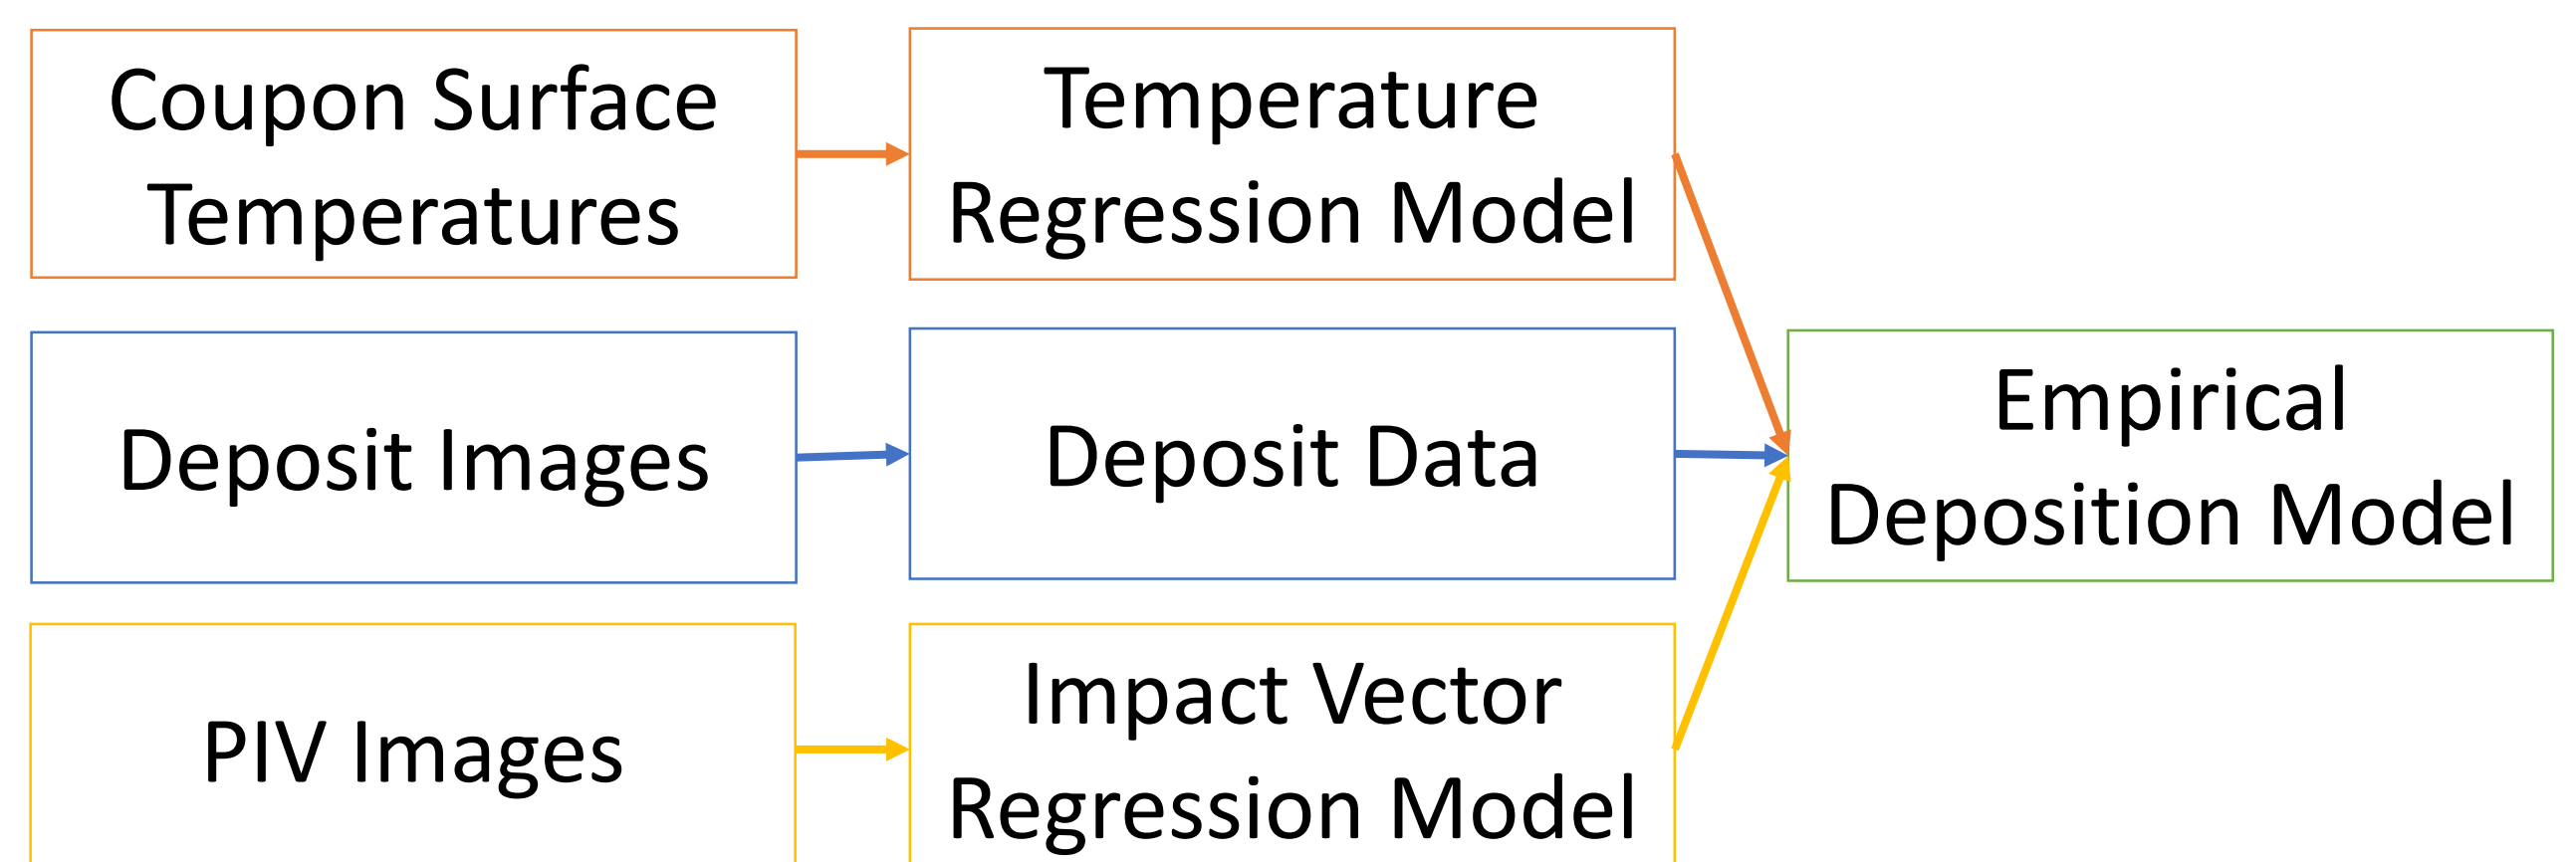 Coupon Surface
Temperatures
Temperature
Regression Model
Deposit Images
Deposit Data
Empirical
Deposition Model
PIV Images
Impact Vector
Regression Model